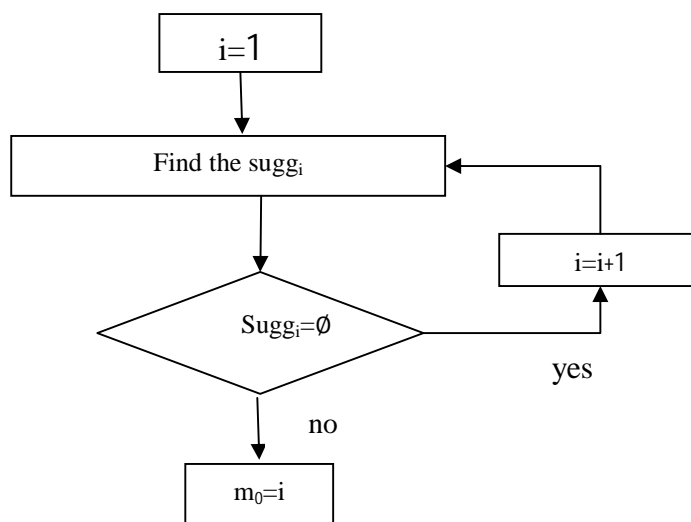 i=1
Find the suggᵢ
i=i+1
Suggᵢ=∅
yes
no
m₀=i